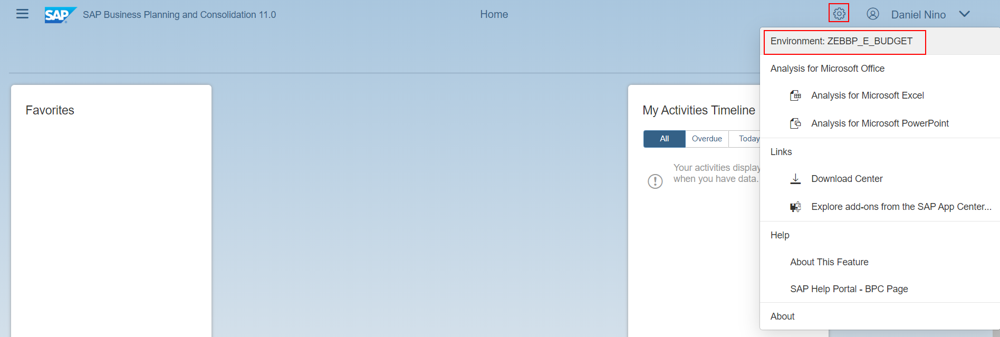 SAP SAP Business Planning and Consolidation 11.0
Home
Daniel Nino
Environment: ZEBBP_E_BUDGET
Analysis for Microsoft Office
Analysis for Microsoft Excel
Analysis for Microsoft PowerPoint
Links
Download Center
Explore add-ons from the SAP App Center...
Help
About This Feature
SAP Help Portal - BPC Page
About
Favorites
My Activities Timeline
All
Overdue
Today
Your activities display
when you have data.